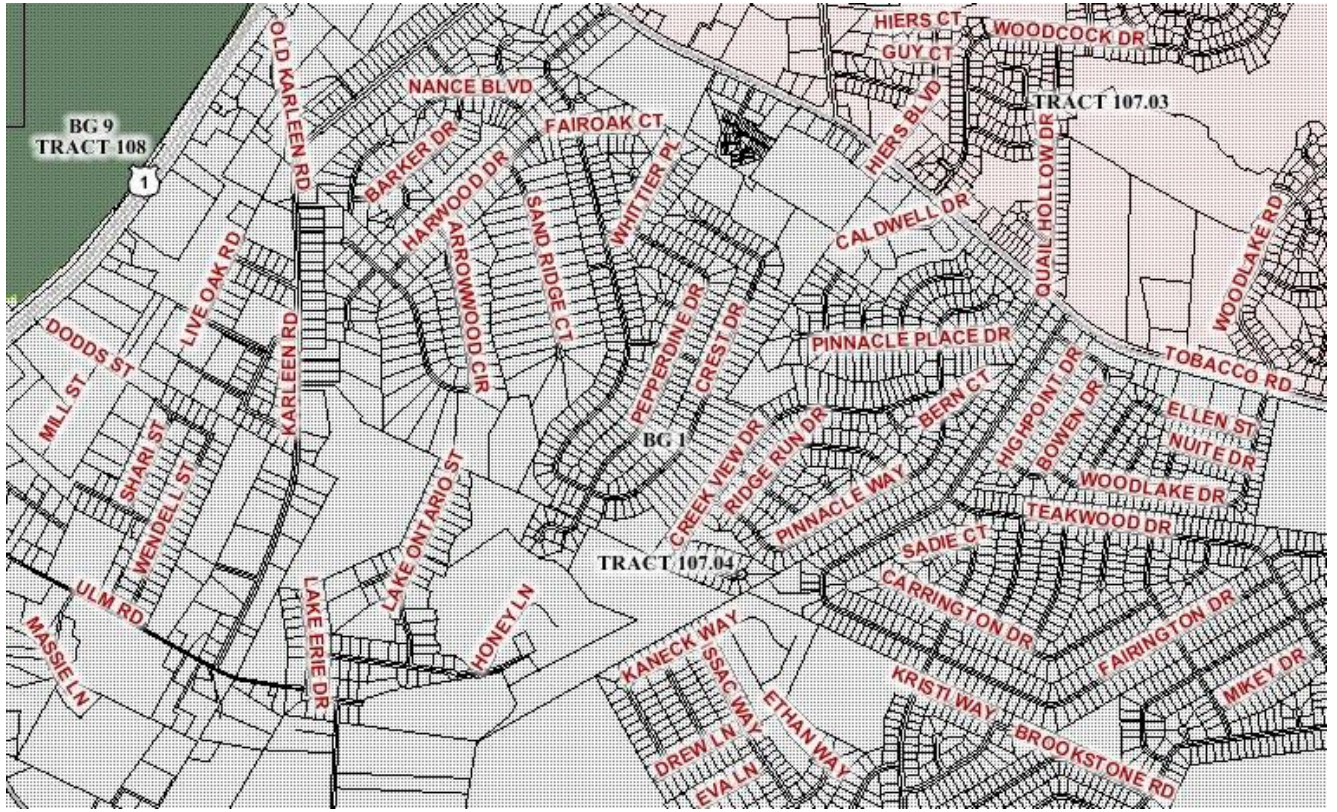 HIERS CT
WOODCOCK DR
OLD KARLEEN RD
GUY CT
NANCE BLVD
TRACT 107.03
BG 9
TRACT 108
FAIROAK CT
HIERS BLVD
1
BARKER DR
HARWOOD DR
WHITTIER PL
QUAIL HOLLOW DR
SAND RIDGE CT
CALDWELL DR
WOODLAKE RD
ARROWWOOD CIR
LIVE OAK RD
PEPPERDINE DR
CREST DR
PINNACLE PLACE DR
DODDS ST
KARLEEN RD
TOBACCO RD
MILL ST
BERN CT
HIGHPOINT DR
BOWEN DR
ELLEN ST
NUITE DR
BG 1
SHARI ST
WENDELL ST
LAKE ONTARIO ST
CREEK VIEW DR
RIDGE RUN DR
PINNACLE WAY
WOODLAKE DR
TEAKWOOD DR
SADIE CT
TRACT 107.04
ULM RD
MASSIE LN
LAKE ERIE DR
HONEY LN
CARRINGTON DR
FAIRINGTON DR
KANECK WAY
SSAC WAY
ETHAN WAY
KRISTI WAY
MIKEY DR
DREW LN
EVA LN
BROOKSTONE RD